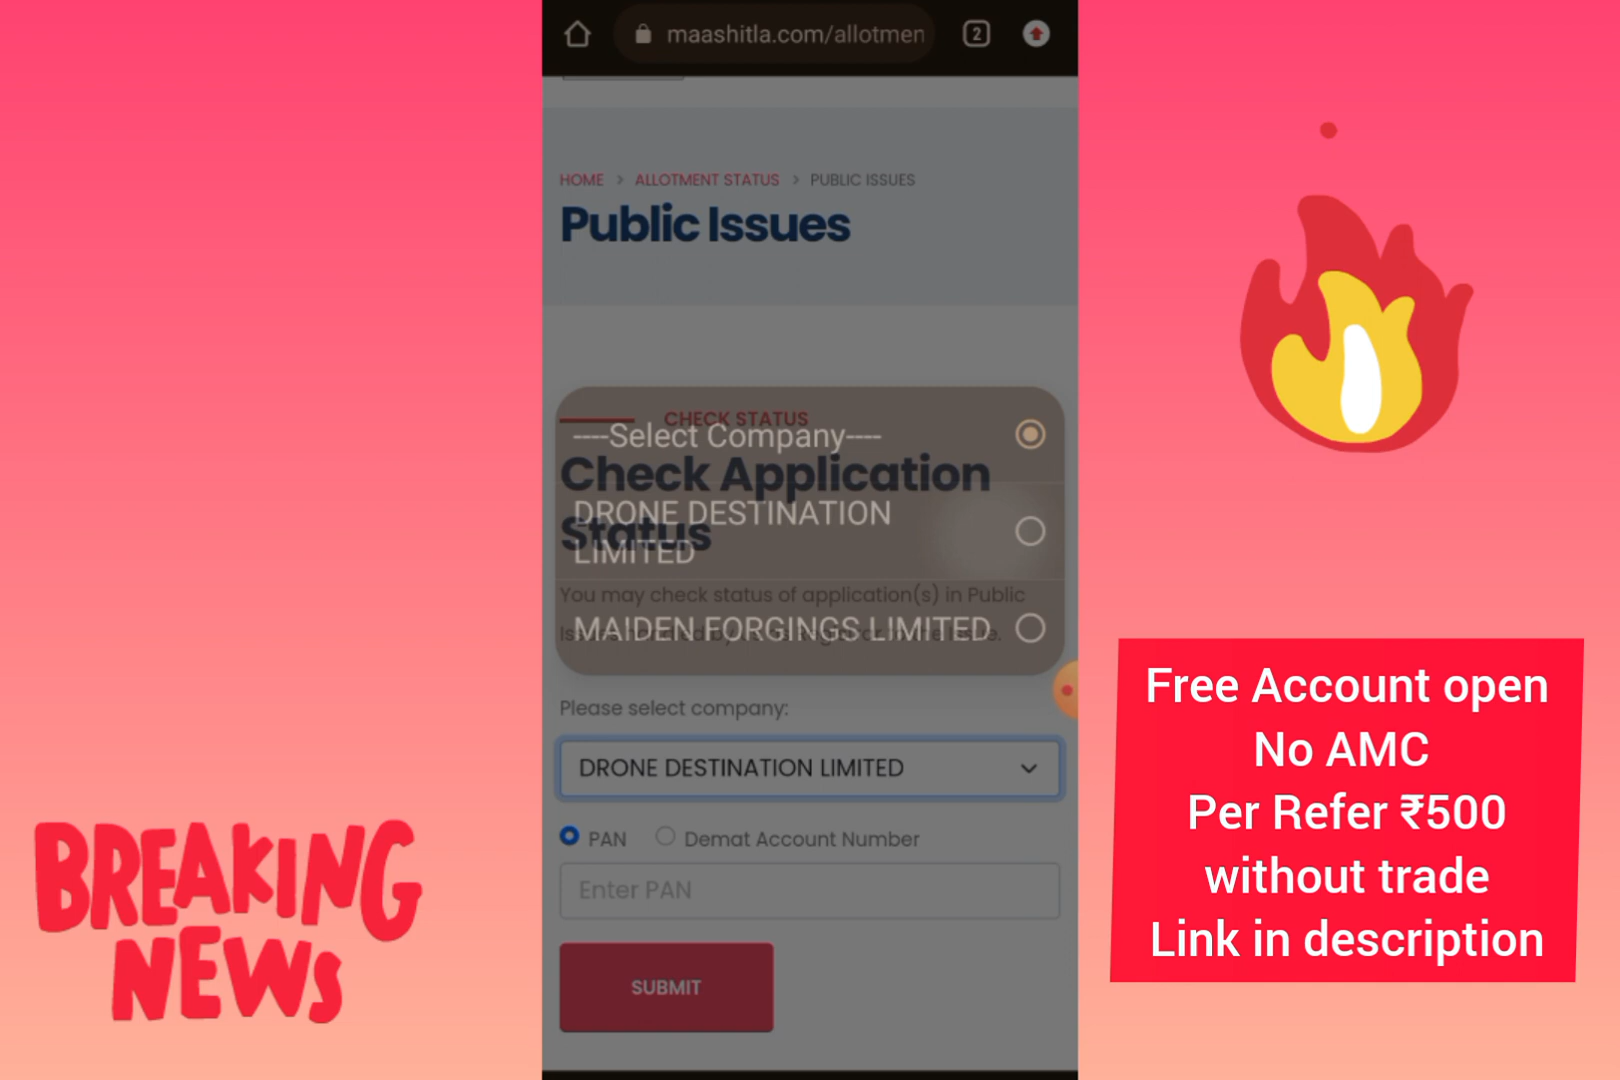 maashitla.com/allotmen
2
HOME > ALLOTMENT STATUS > PUBLIC ISSUES
Public Issues
CHECK STATUS
----Select Company----
Check Application
Status
DRONE DESTINATION
LIMITED
You may check status of application(s) in Public
MAIDEN FORGINGS LIMITED
Please select company:
DRONE DESTINATION LIMITED
PAN Demat Account Number
Enter PAN
SUBMIT
BREAKING
NEWS
Free Account open
No AMC
Per Refer ₹500
without trade
Link in description